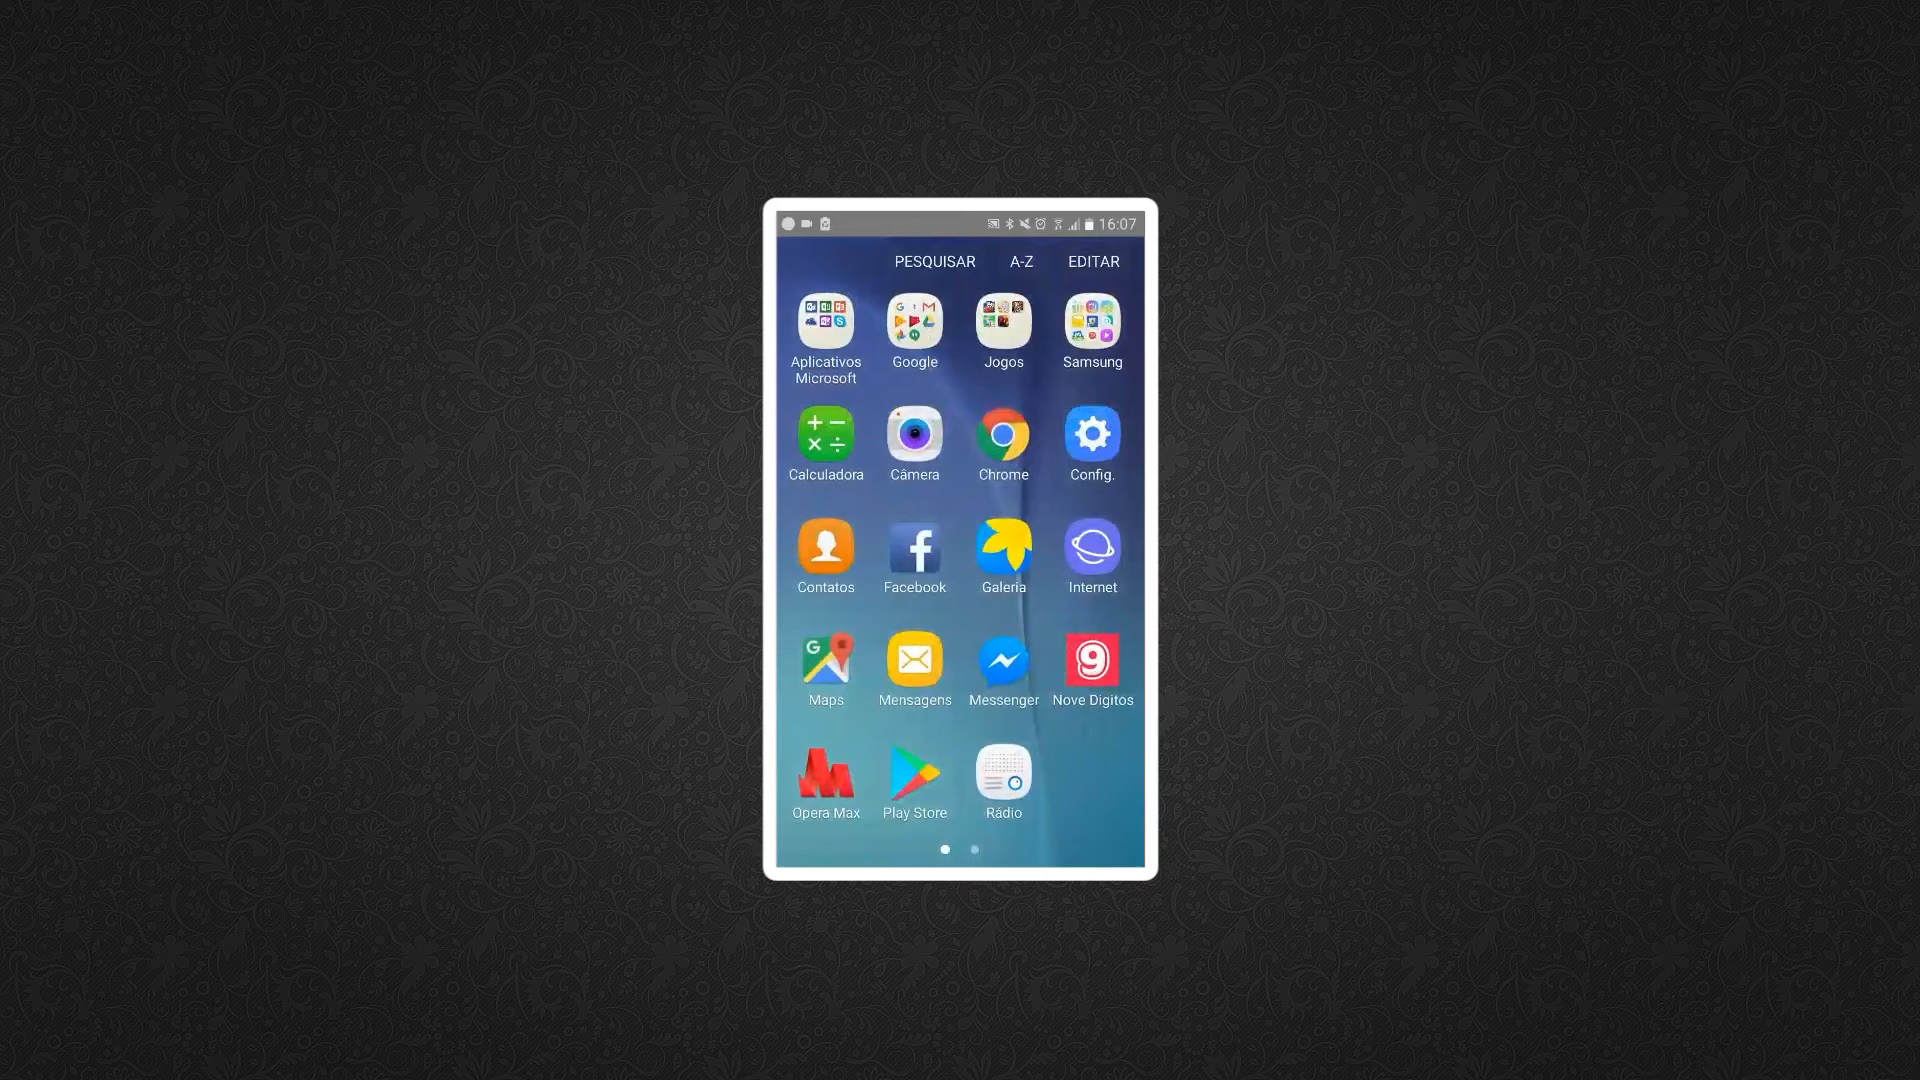 16:07
PESQUISAR A-Z EDITAR
Aplicativos
Microsoft
Google
Jogos
Samsung
Calculadora
Câmera
Chrome
Config.
Contatos
Facebook
Galeria
Internet
Maps
Mensagens
Messenger
Nove Digitos
Opera Max
Play Store
Rádio